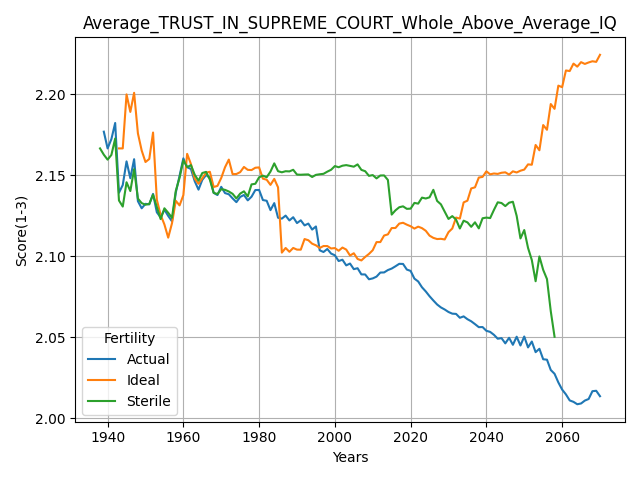 Average_TRUST_IN_SUPREME_COURT_Whole_Above_Average_IQ
Score(1-3)
2.20
2.15
2.10
2.05
2.00
Fertility
Actual
Ideal
Sterile
1940 1960 1980 2000 2020 2040 2060
Years